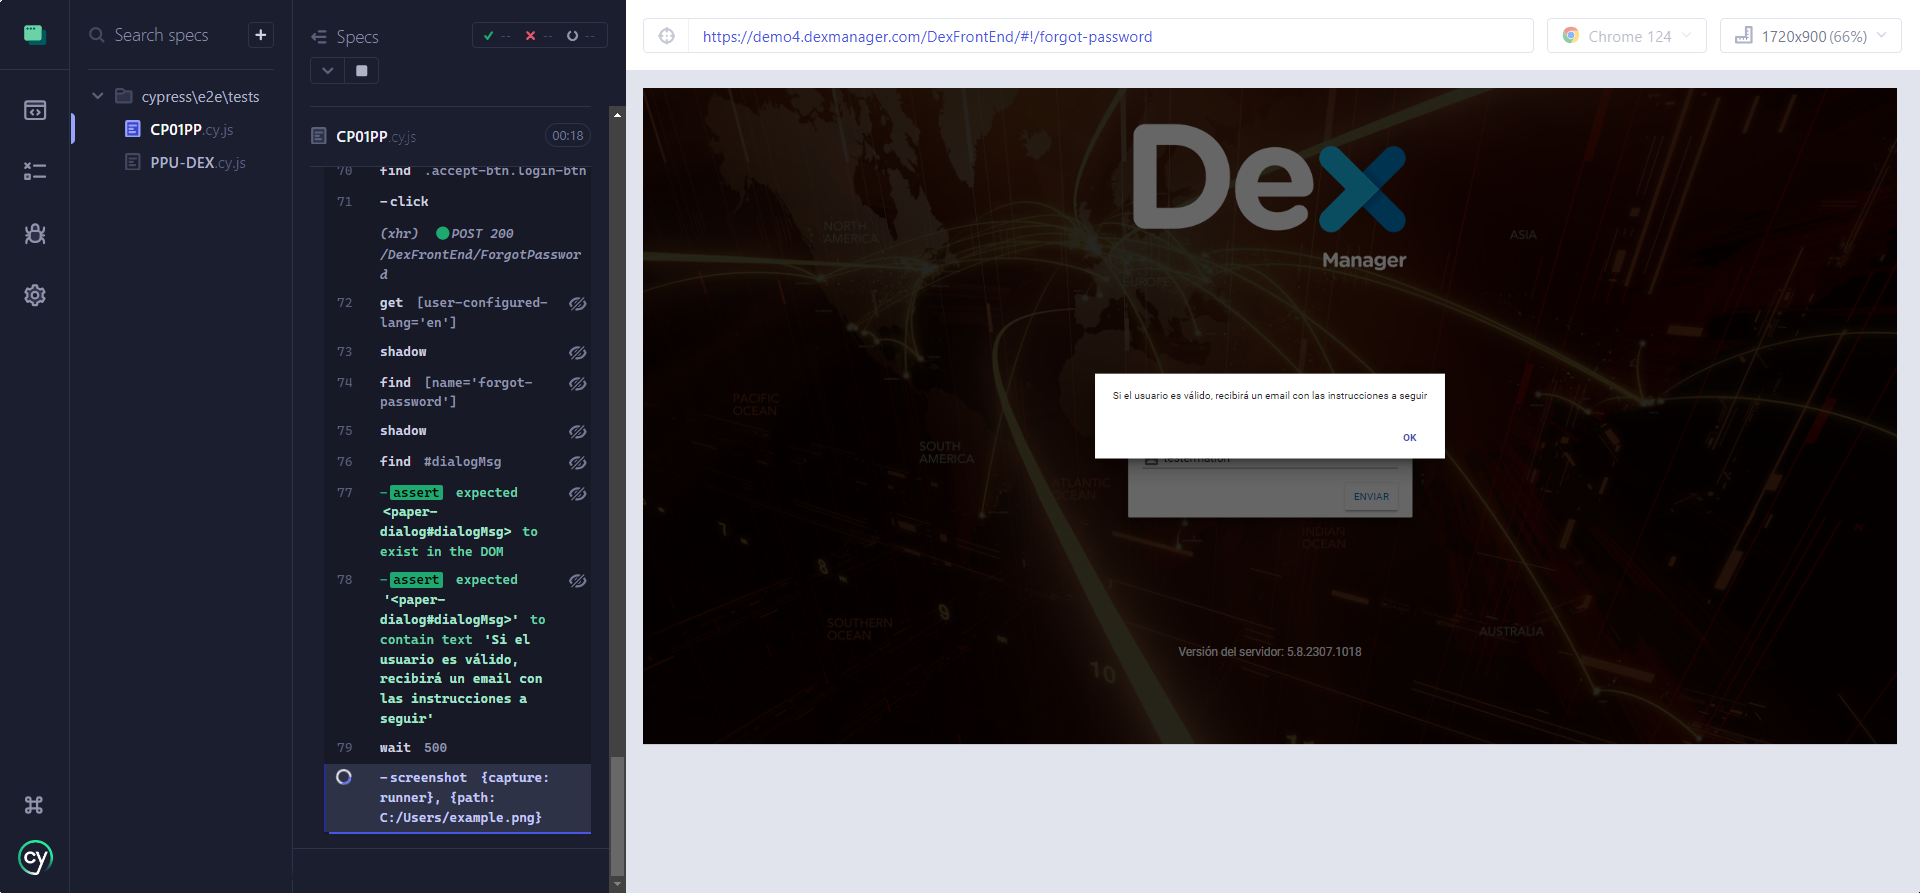 Search specs
+
cypress\e2e\tests
CP01PP.cy.js
PPU-DEX.cy.js
cy
Specs
-- -- --
CP01PP.cy.js 00:18
70 find .accept-btn.login-btn
71 -click
(xhr) POST 200
/DexFrontEnd/ForgotPasswor
d
72 get [user-configured-
lang='en']
73 shadow
74 find [name='forgot-
password']
75 shadow
76 find #dialogMsg
77 -assert expected
<paper-
dialog#dialogMsg> to
exist in the DOM
78 -assert expected
'<paper-
dialog#dialogMsg>' to
contain text 'Si el
usuario es válido,
recibirá un email con
las instrucciones a
seguir'
79 wait 500
-screenshot {capture:
runner}, {path:
C:/Users/example.png}
https://demo4.dexmanager.com/DexFrontEnd/#!/forgot-password
Chrome 124
1720x900 (66%)
Dex
Manager
NORTH
AMERICA
EUROPE
ASIA
PACIFIC
OCEAN
SOUTH
AMERICA
ATLANTIC
OCEAN
INDIAN
OCEAN
SOUTHERN
OCEAN
AUSTRALIA
Si el usuario es válido, recibirá un email con las instrucciones a seguir
OK
ENVIAR
Versión del servidor: 5.8.2307.1018
9
10